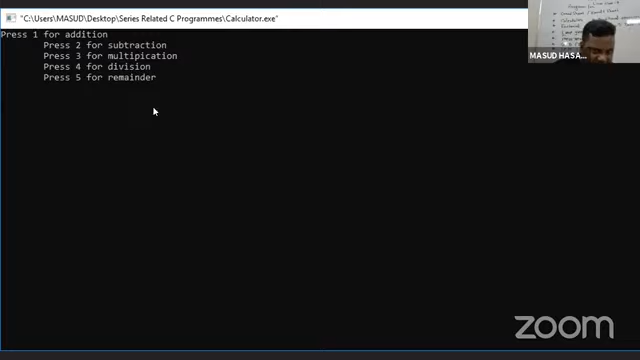 "C:\Users\MASUD\Desktop\Series Related C Programmes\Calculator.exe"
Press 1 for addition
Press 2 for subtraction
Press 3 for multipication
Press 4 for division
Press 5 for remainder
MASUD HASA...
zoom